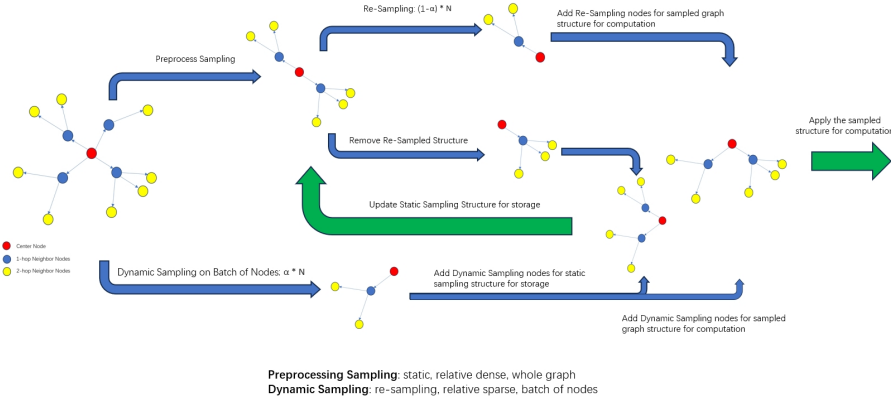 Re-Sampling: (1-α) * N
Add Re-Sampling nodes for sampled graph
structure for computation
Preprocess Sampling
Apply the sampled
structure for computation
Remove Re-Sampled Structure
Update Static Sampling Structure for storage
Center Node
1-hop Neighbor Nodes
2-hop Neighbor Nodes
Dynamic Sampling on Batch of Nodes: α * N
Add Dynamic Sampling nodes for static
sampling structure for storage
Add Dynamic Sampling nodes for sampled
graph structure for computation
Preprocessing Sampling: static, relative dense, whole graph
Dynamic Sampling: re-sampling, relative sparse, batch of nodes